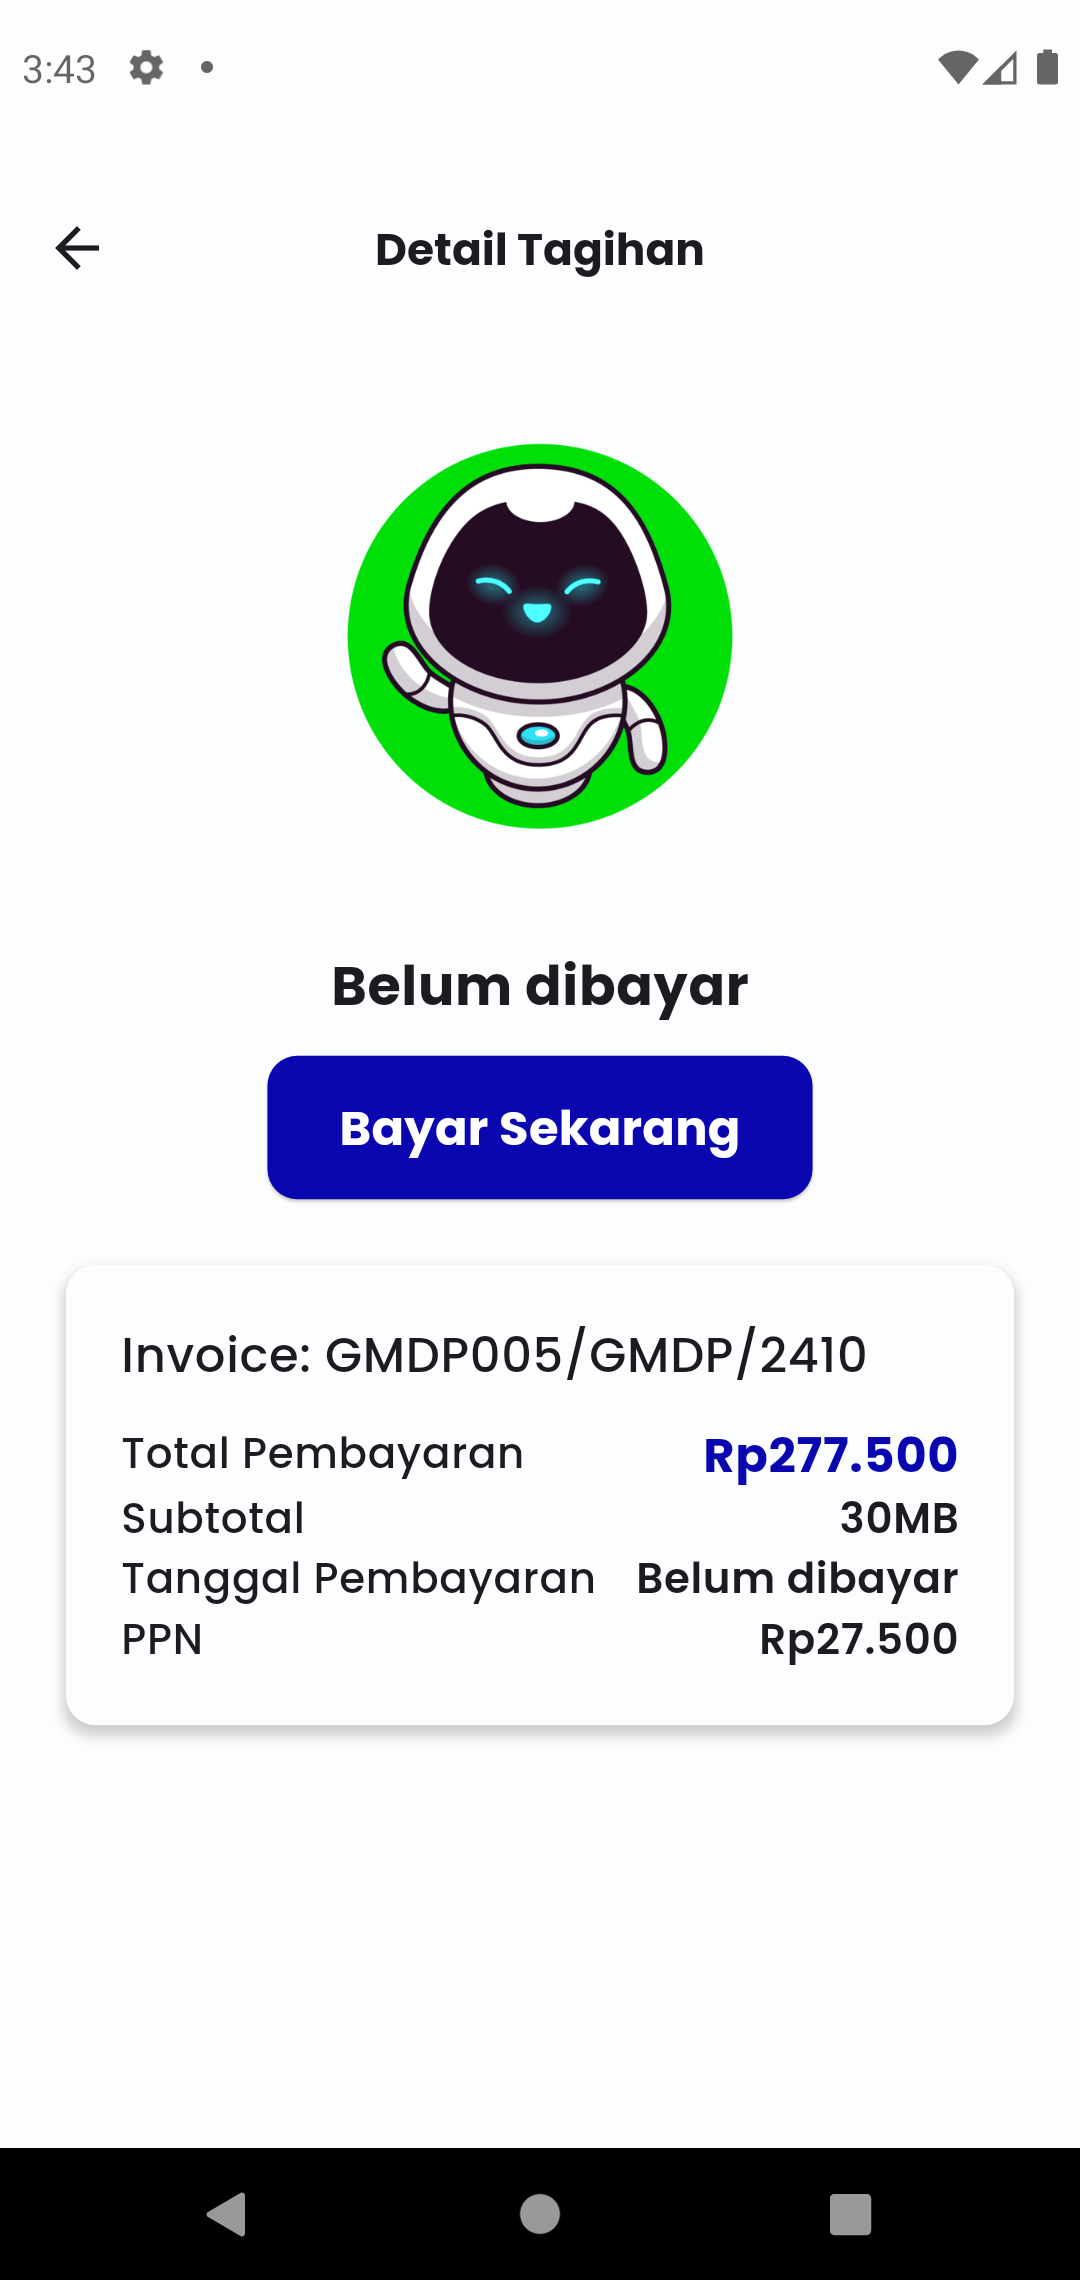 3:43
Detail Tagihan
Belum dibayar
Bayar Sekarang
Invoice: GMDP005/GMDP/2410
Total Pembayaran Rp277.500
Subtotal 30MB
Tanggal Pembayaran Belum dibayar
PPN Rp27.500